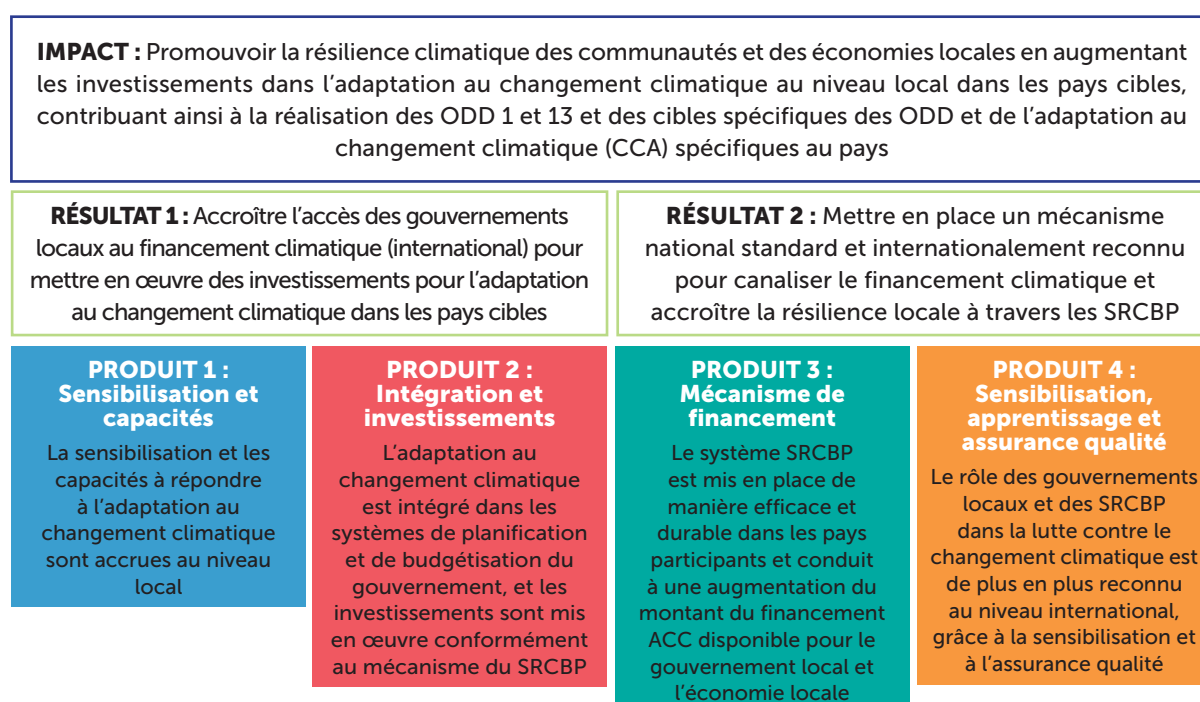 IMPACT : Promouvoir la résilience climatique des communautés et des économies locales en augmentant
les investissements dans l'adaptation au changement climatique au niveau local dans les pays cibles,
contribuant ainsi à la réalisation des ODD 1 et 13 et des cibles spécifiques des ODD et de l'adaptation au
changement climatique (CCA) spécifiques au pays
RÉSULTAT 1 : Accroître l'accès des gouvernements
locaux au financement climatique (international) pour
mettre en œuvre des investissements pour l'adaptation
au changement climatique dans les pays cibles
RÉSULTAT 2 : Mettre en place un mécanisme
national standard et internationalement reconnu
pour canaliser le financement climatique et
accroître la résilience locale à travers les SRCBP
PRODUIT 1 :
Sensibilisation et
capacités
La sensibilisation et les
capacités à répondre
à l'adaptation au
changement climatique
sont accrues au niveau
local
PRODUIT 2 :
Intégration et
investissements
L'adaptation au
changement climatique
est intégré dans les
systèmes de planification
et de budgétisation du
gouvernement, et les
investissements sont mis
en œuvre conformément
au mécanisme du SRCBP
PRODUIT 3 :
Mécanisme de
financement
Le système SRCBP
est mis en place de
manière efficace et
durable dans les pays
participants et conduit
à une augmentation du
montant du financement
ACC disponible pour le
gouvernement local et
l'économie locale
PRODUIT 4 :
Sensibilisation,
apprentissage et
assurance qualité
Le rôle des gouvernements
locaux et des SRCBP
dans la lutte contre le
changement climatique est
de plus en plus reconnu
au niveau international,
grâce à la sensibilisation et
à l'assurance qualité